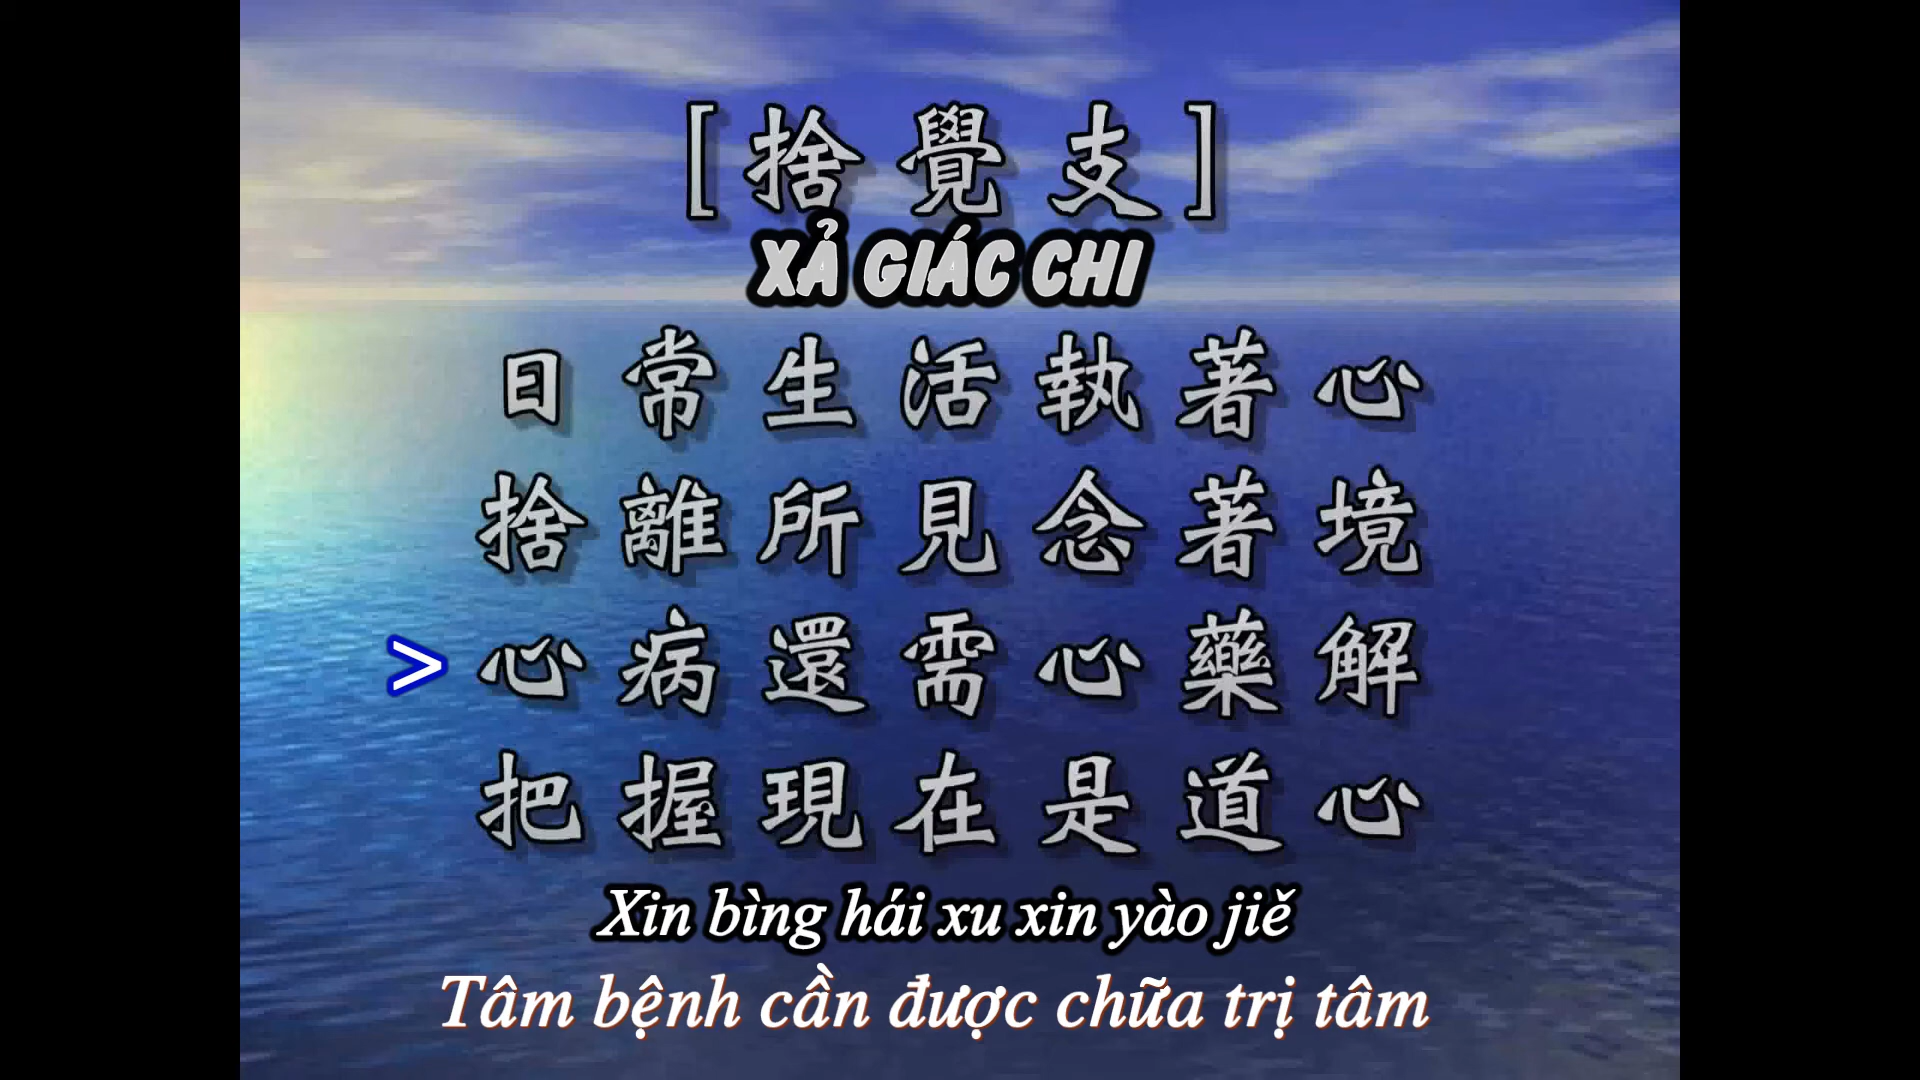 [捨覺支]
XẢ GIÁC CHI
日常生活執著心
捨離所見念著境
> 心病還需心藥解
把握現在是道心
Xin bìng hái xu xin yào jiě
Tâm bệnh cần được chữa trị tâm